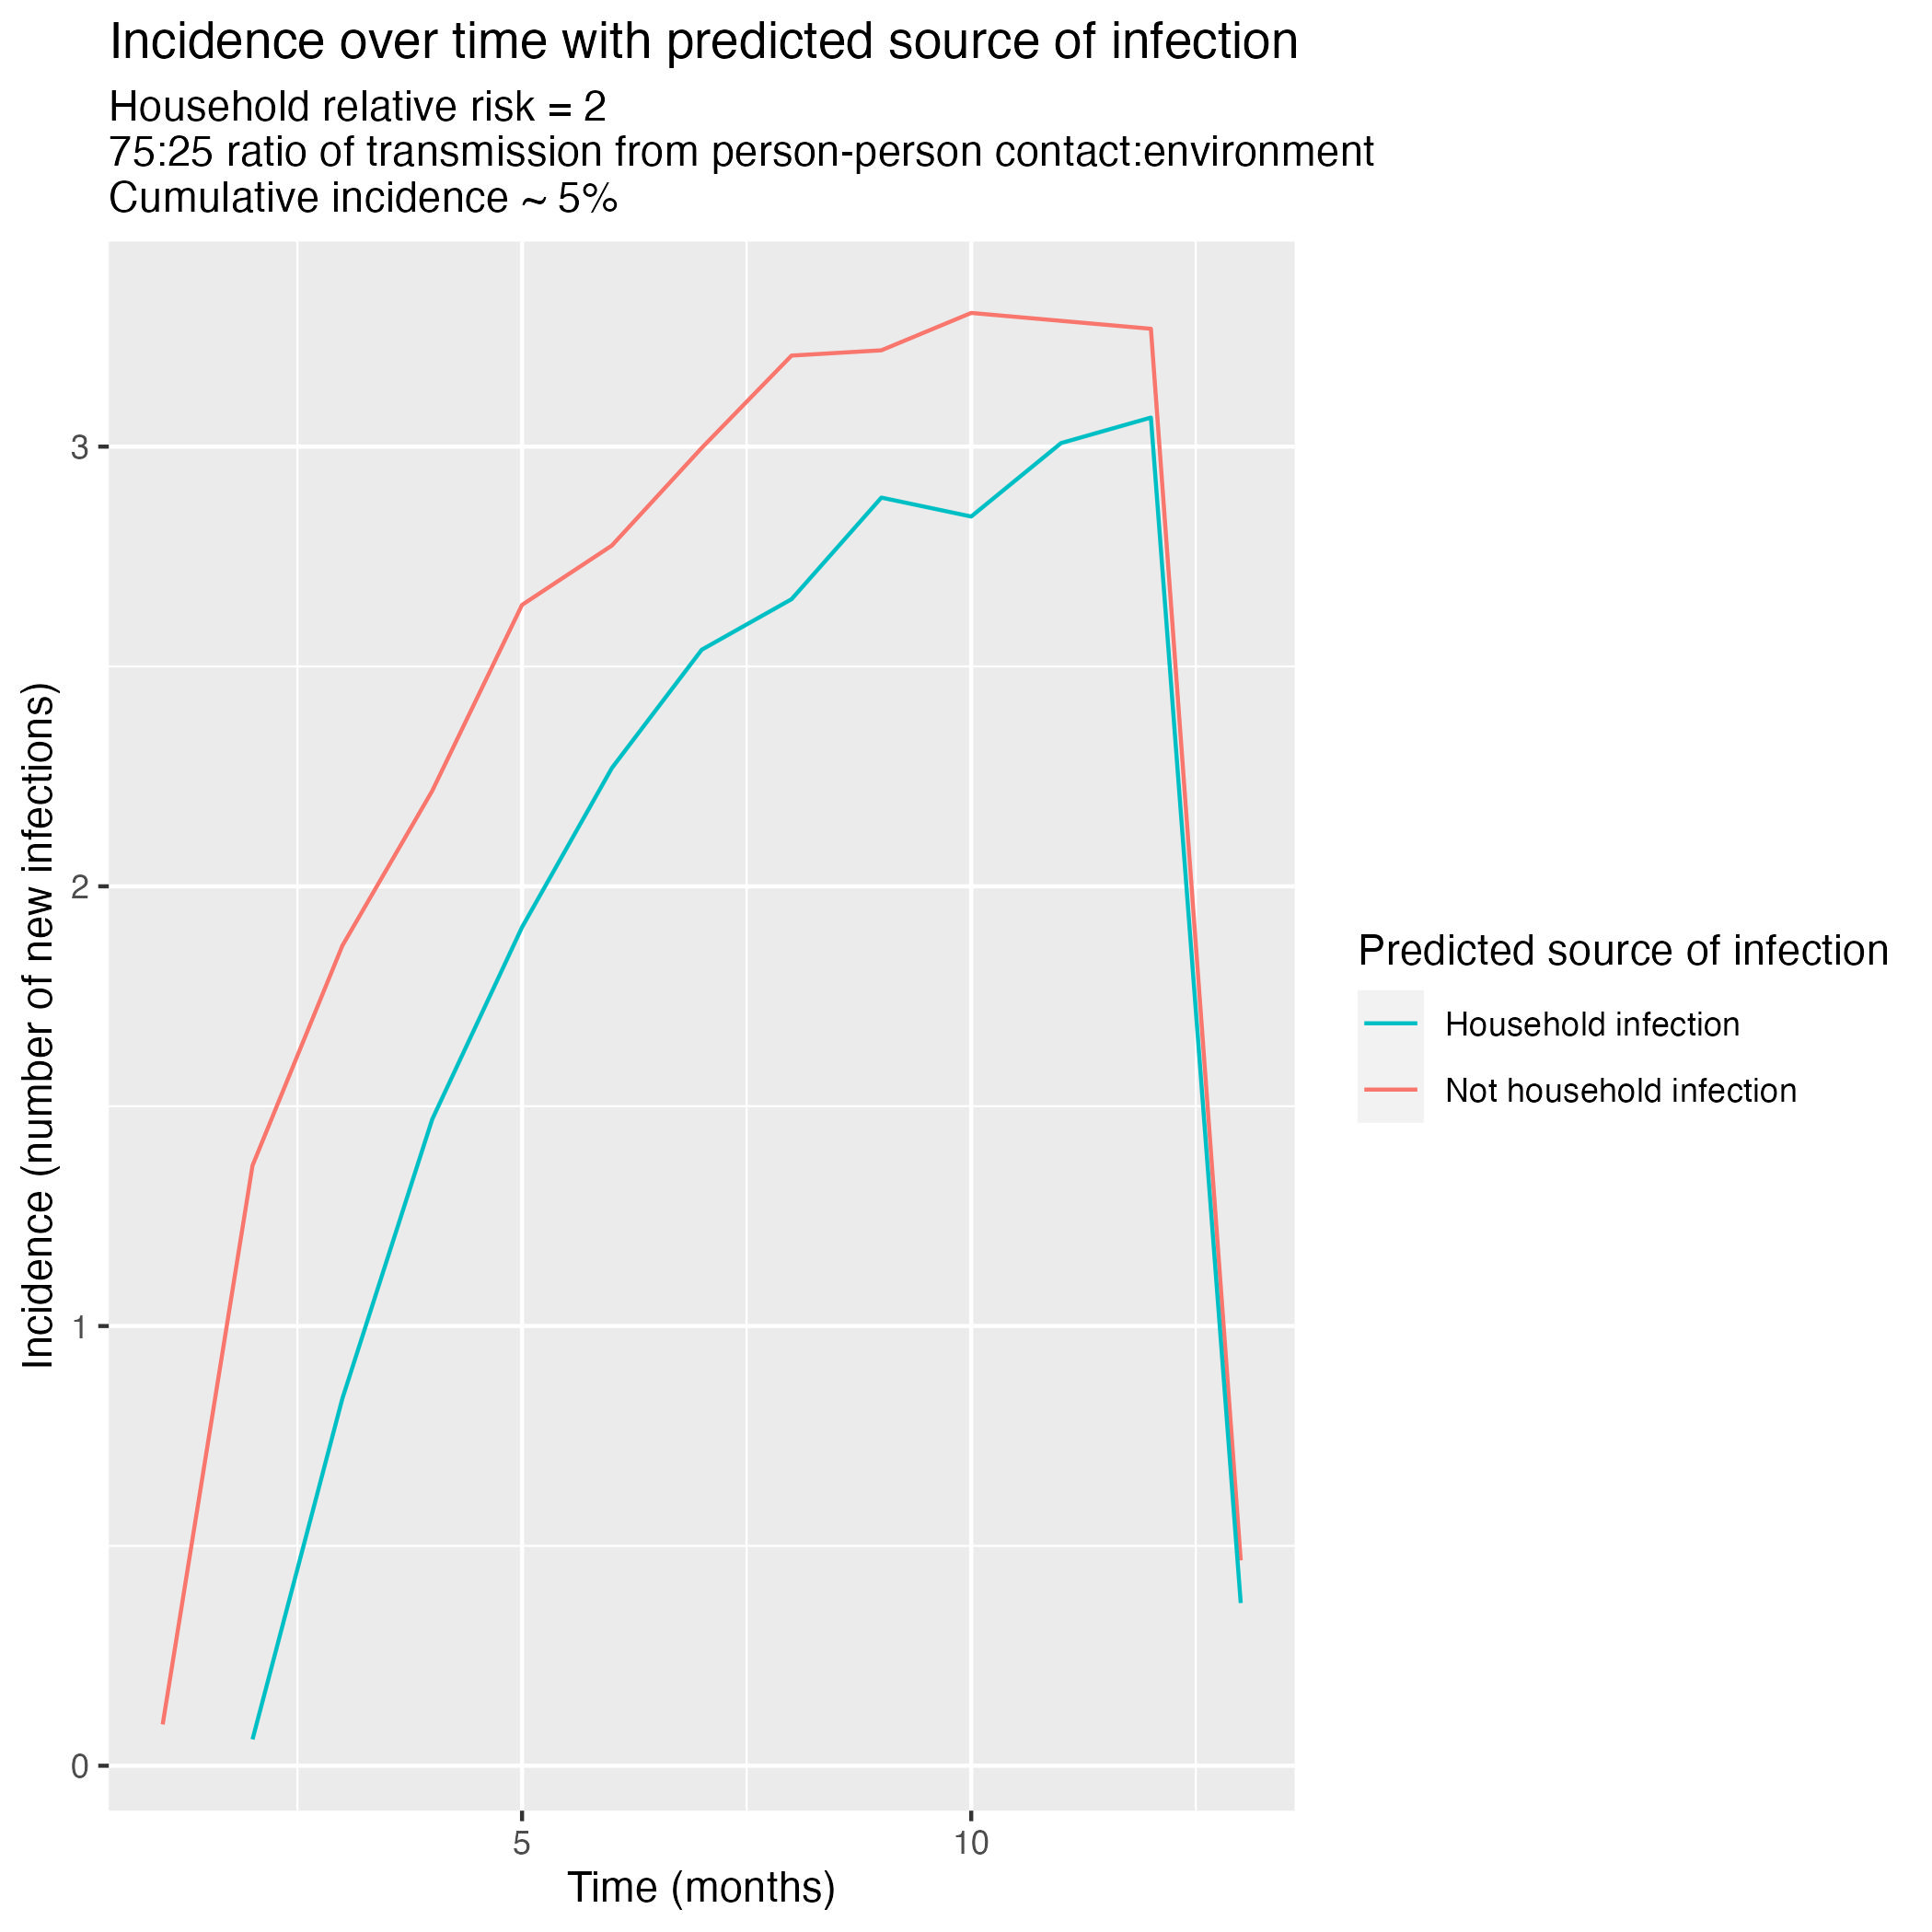 Incidence over time with predicted source of infection
Household relative risk = 2
75:25 ratio of transmission from person-person contact:environment
Cumulative incidence ~ 5%
Incidence (number of new infections)
3
2
1
0
5
10
Time (months)
Predicted source of infection
Household infection
Not household infection